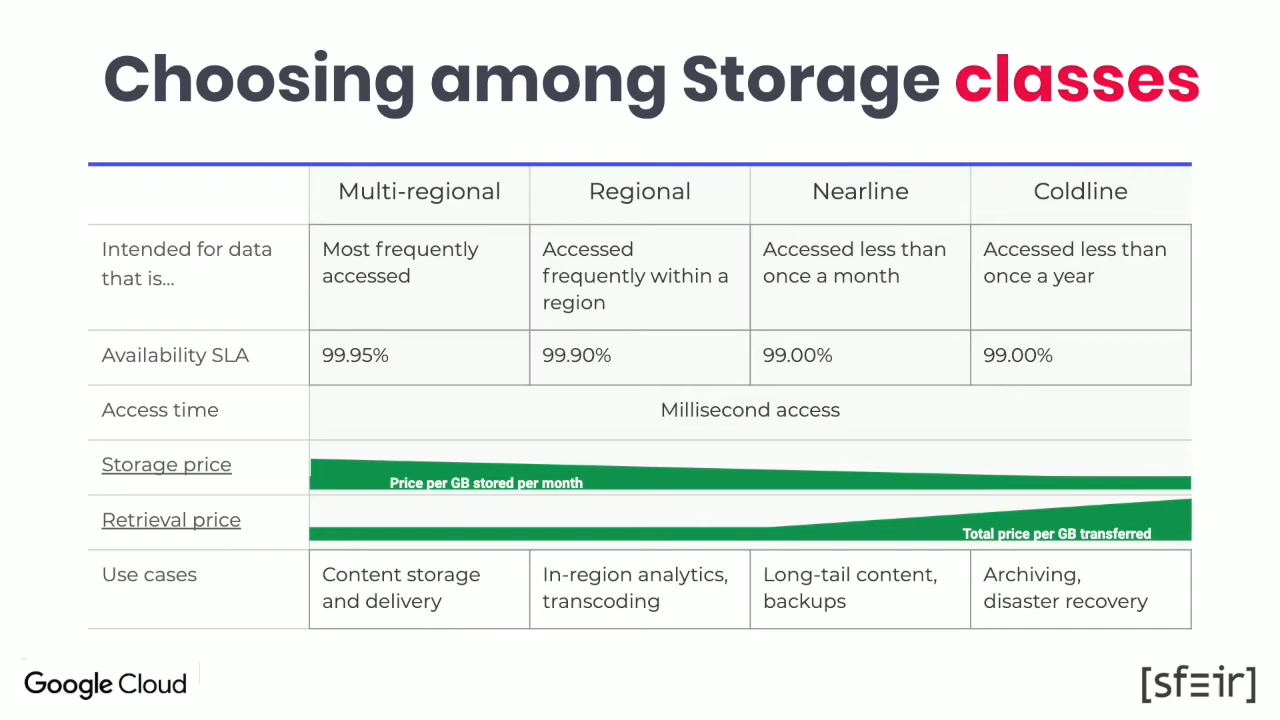 Choosing among Storage classes
Multi-regional Regional Nearline Coldline
Intended for data
that is...
Most frequently
accessed
Accessed
frequently within a
region
Accessed less than
once a month
Accessed less than
once a year
Availability SLA 99.95% 99.90% 99.00% 99.00%
Access time Millisecond access
Storage price
Price per GB stored per month
Retrieval price
Total price per GB transferred
Use cases
Content storage
and delivery
In-region analytics,
transcoding
Long-tail content,
backups
Archiving,
disaster recovery
Google Cloud
[sfeir]